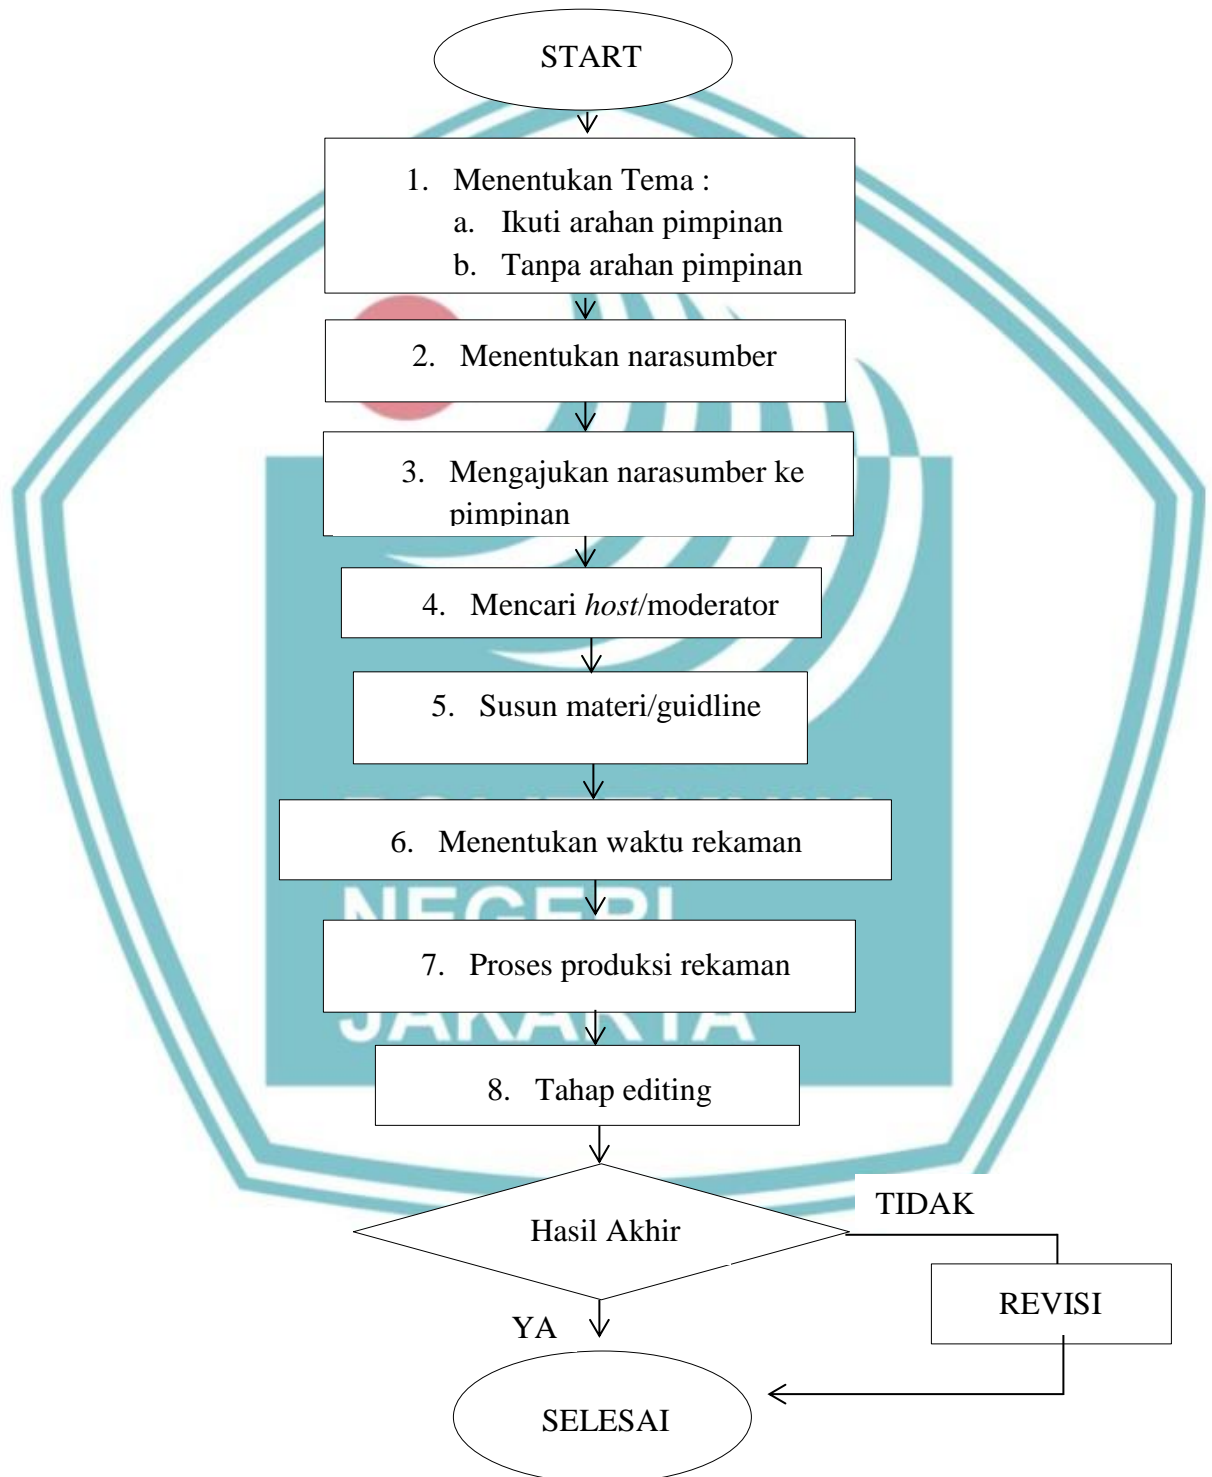 START
1. Menentukan Tema :
a. Ikuti arahan pimpinan
b. Tanpa arahan pimpinan
2. Menentukan narasumber
3. Mengajukan narasumber ke
pimpinan
4. Mencari host/moderator
5. Susun materi/guidline
6. Menentukan waktu rekaman
NEGERI
7. Proses produksi rekaman
JAKARTA
8. Tahap editing
Hasil Akhir
TIDAK
REVISI
YA
SELESAI